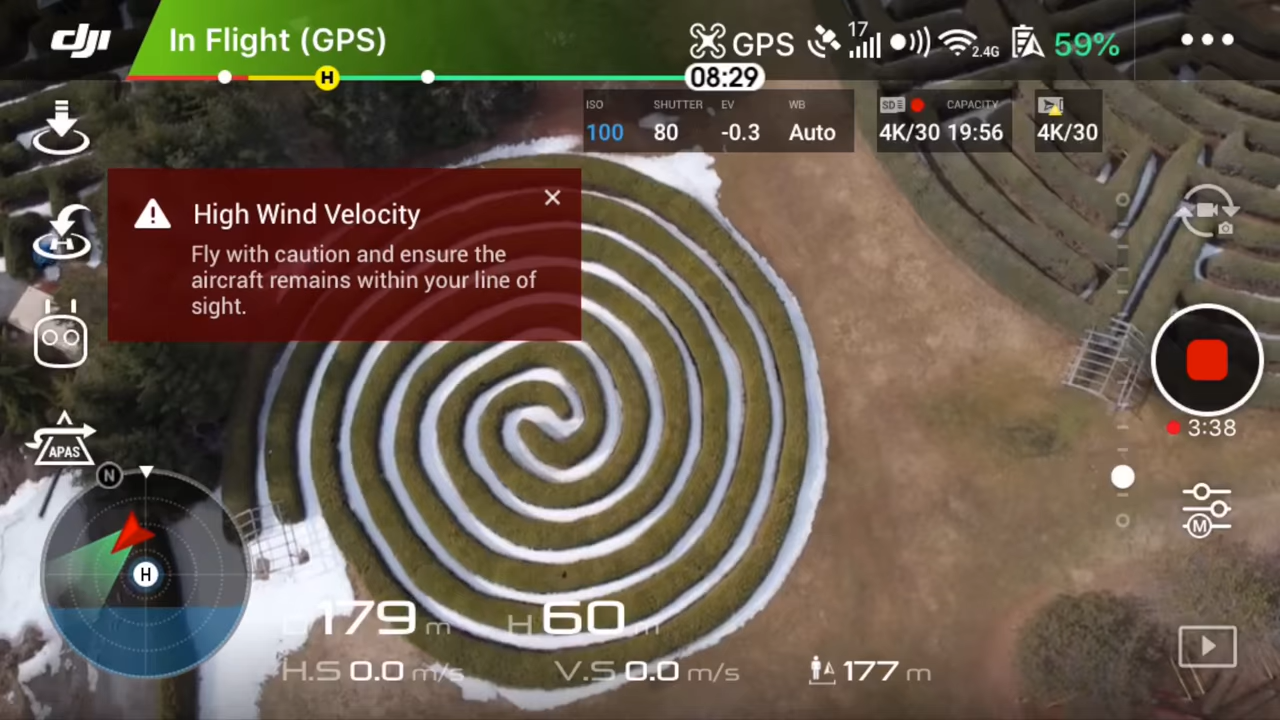 dji
In Flight (GPS)
GPS
17
2.4G
59%
H
08:29
ISO
100
SHUTTER
80
EV
-0.3
WB
Auto
SD
4K/30
CAPACITY
19:56
4K/30
High Wind Velocity
Fly with caution and ensure the
aircraft remains within your line of
sight.
H
APAS
N
H
3:38
M
D 179 m
H 60 m
H.S 0.0 m/s
V.S 0.0 m/s
177 m